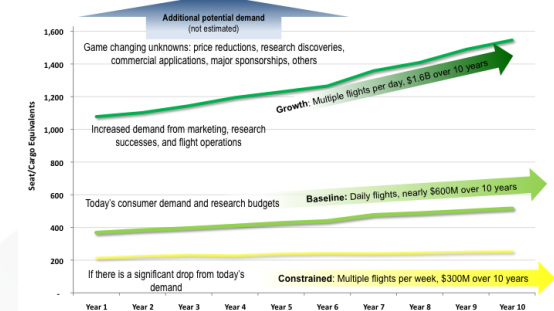 Additional potential demand
(not estimated)
Game changing unknowns: price reductions, research discoveries,
commercial applications, major sponsorships, others
Growth: Multiple flights per day, $1.6B over 10 years
Increased demand from marketing, research
successes, and flight operations
Baseline: Daily flights, nearly $600M over 10 years
Today's consumer demand and research budgets
If there is a significant drop from today's
demand
Constrained: Multiple flights per week, $300M over 10 years
Seat/Cargo Equivalents
1,600
1,400
1,200
1,000
800
600
400
200
-
Year 1 Year 2 Year 3 Year 4 Year 5 Year 6 Year 7 Year 8 Year 9 Year 10